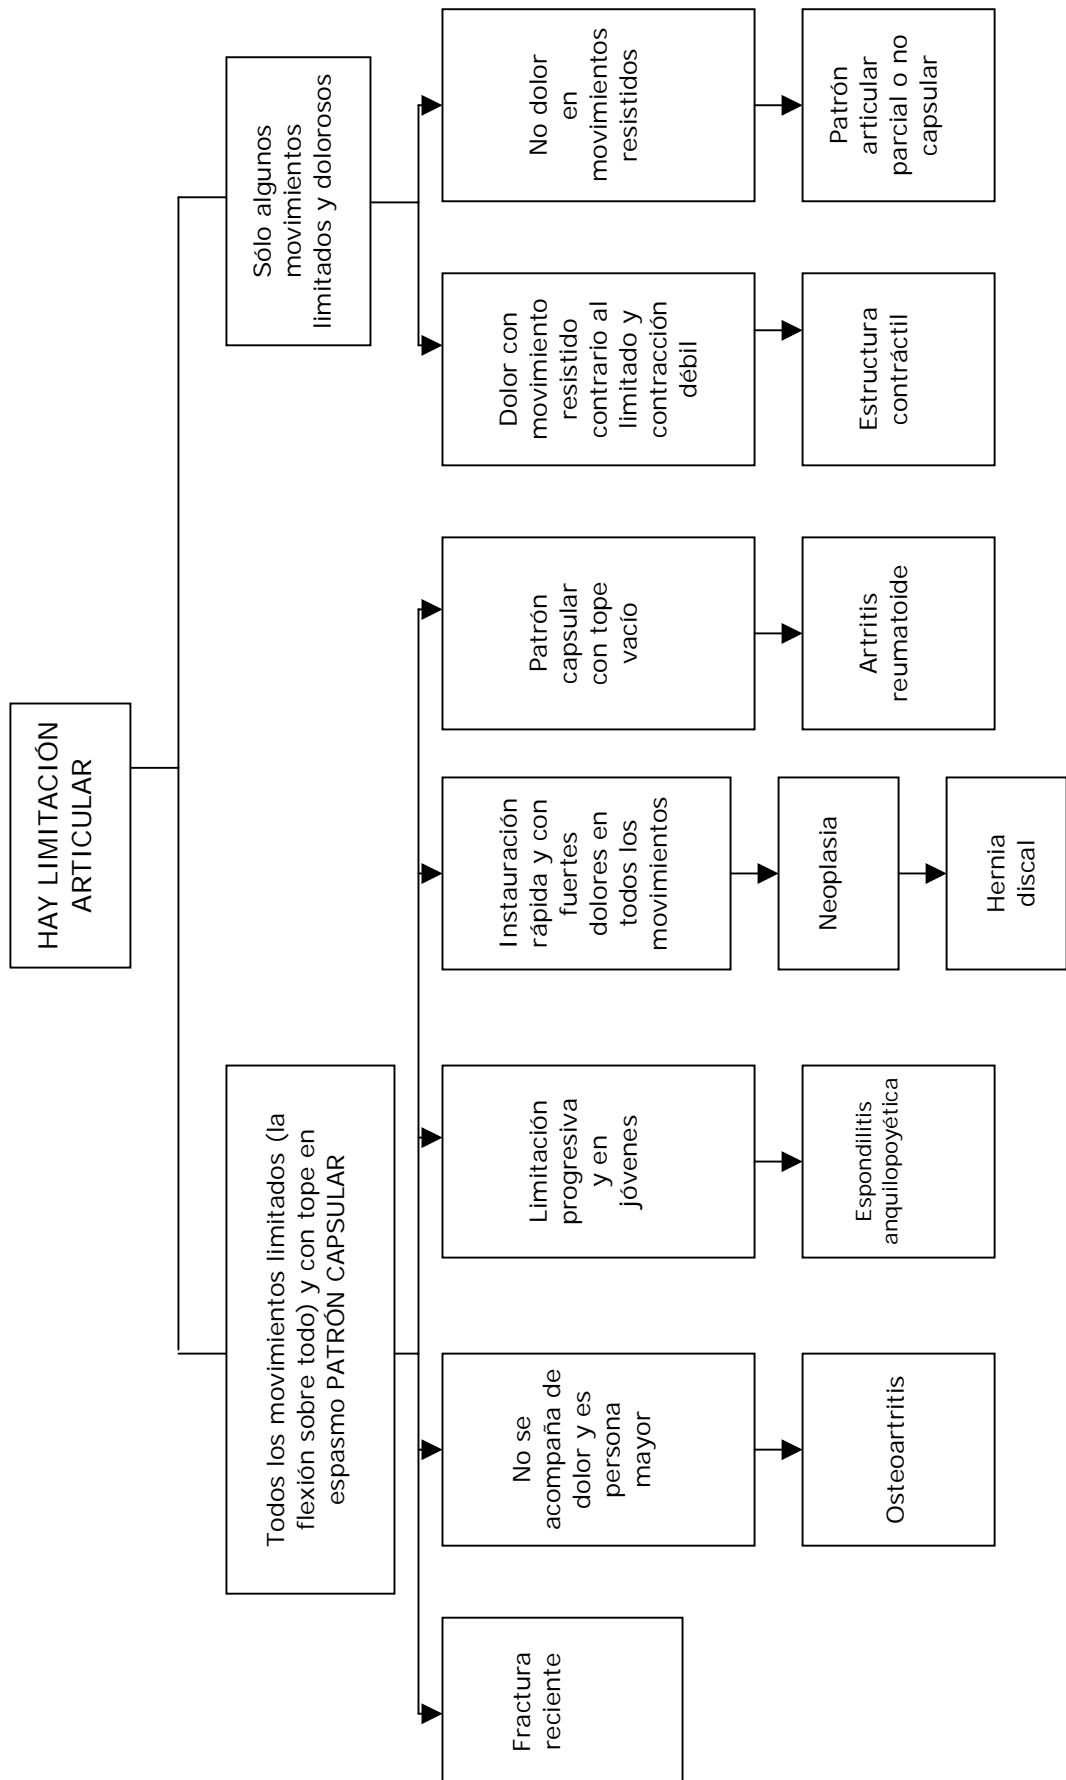 HAY LIMITACIÓN
ARTICULAR
Todos los movimientos limitados (la
flexión sobre todo) y con tope en
espasmo PATRÓN CAPSULAR
Sólo algunos
movimientos
limitados y dolorosos
Fractura
reciente
No se
acompaña de
dolor y es
persona
mayor
Limitación
progresiva
y en
jóvenes
Instauración
rápida y con
fuertes
dolores en
todos los
movimientos
Patrón
capsular
con tope
vacío
Dolor con
movimiento
resistido
contrario al
limitado y
contracción
débil
No dolor
en
movimientos
resistidos
Osteoartritis
Espondilitis
anquilopoyética
Neoplasia
Hernia
discal
Artritis
reumatoide
Estructura
contráctil
Patrón
articular
parcial o no
capsular